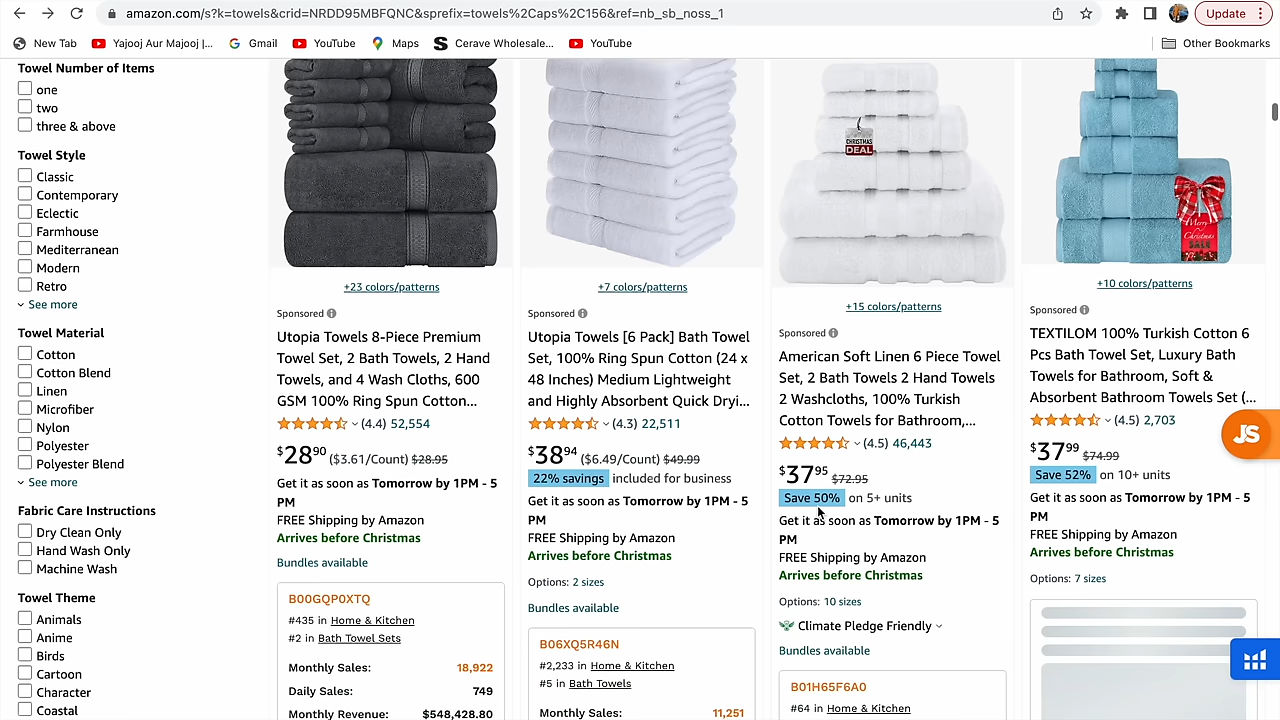 amazon.com/s?k=towels&crid=NRDD95MBFQNC&sprefix=towels%2Caps%2C156&ref=nb_sb_noss_1
Update
New Tab
Yajooj Aur Majooj |...
Gmail
YouTube
Maps
Cerave Wholesale...
YouTube
Other Bookmarks
Towel Number of Items
one
two
three & above
Towel Style
Classic
Contemporary
Eclectic
Farmhouse
Mediterranean
Modern
Retro
See more
Towel Material
Cotton
Cotton Blend
Linen
Microfiber
Nylon
Polyester
Polyester Blend
See more
Fabric Care Instructions
Dry Clean Only
Hand Wash Only
Machine Wash
Towel Theme
Animals
Anime
Birds
Cartoon
Character
Coastal
+23 colors/patterns
Sponsored
Utopia Towels 8-Piece Premium
Towel Set, 2 Bath Towels, 2 Hand
Towels, and 4 Wash Cloths, 600
GSM 100% Ring Spun Cotton...
(4.4) 52,554
$28.90 ($3.61/Count) $28.95
Get it as soon as Tomorrow by 1PM - 5
PM
FREE Shipping by Amazon
Arrives before Christmas
Bundles available
B00GQP0XTQ
#435 in Home & Kitchen
#2 in Bath Towel Sets
Monthly Sales: 18,922
Daily Sales: 749
Monthly Revenue: $548,428.80
+7 colors/patterns
Sponsored
Utopia Towels [6 Pack] Bath Towel
Set, 100% Ring Spun Cotton (24 x
48 Inches) Medium Lightweight
and Highly Absorbent Quick Dryi...
(4.3) 22,511
$38.94 ($6.49/Count) $49.99
22% savings included for business
Get it as soon as Tomorrow by 1PM - 5
PM
FREE Shipping by Amazon
Arrives before Christmas
Options: 2 sizes
Bundles available
B06XQ5R46N
#2,233 in Home & Kitchen
#5 in Bath Towels
Monthly Sales: 11,251
CHRISTMAS
DEAL
+15 colors/patterns
Sponsored
American Soft Linen 6 Piece Towel
Set, 2 Bath Towels 2 Hand Towels
2 Washcloths, 100% Turkish
Cotton Towels for Bathroom,...
(4.5) 46,443
$37.95 $72.95
Save 50% on 5+ units
Get it as soon as Tomorrow by 1PM - 5
PM
FREE Shipping by Amazon
Arrives before Christmas
Options: 10 sizes
Climate Pledge Friendly
Bundles available
B01H65F6A0
#64 in Home & Kitchen
Merry
Christmas
SALE
+10 colors/patterns
Sponsored
TEXTILOM 100% Turkish Cotton 6
Pcs Bath Towel Set, Luxury Bath
Towels for Bathroom, Soft &
Absorbent Bathroom Towels Set (...
(4.5) 2,703
$37.99 $74.99
Save 52% on 10+ units
Get it as soon as Tomorrow by 1PM - 5
PM
FREE Shipping by Amazon
Arrives before Christmas
Options: 7 sizes
JS